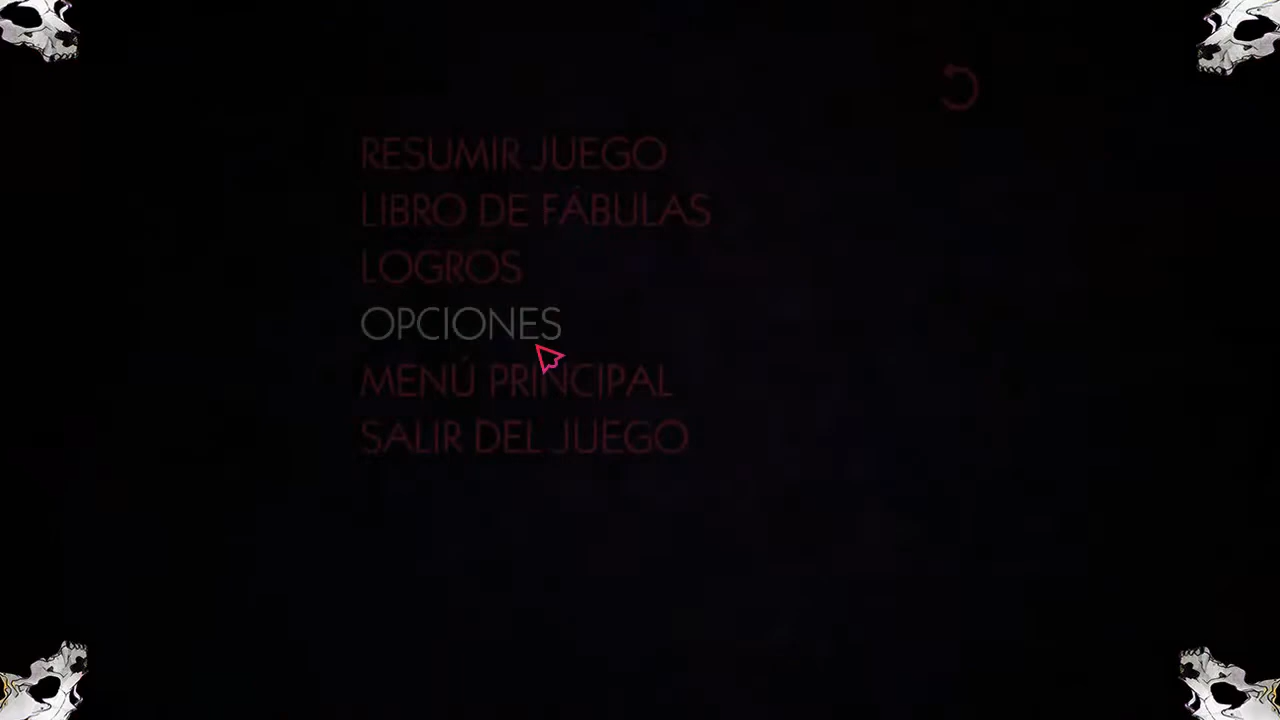 RESUMIR JUEGO
LIBRO DE FÁBULAS
LOGROS
OPCIONES
MENÚ PRINCIPAL
SALIR DEL JUEGO